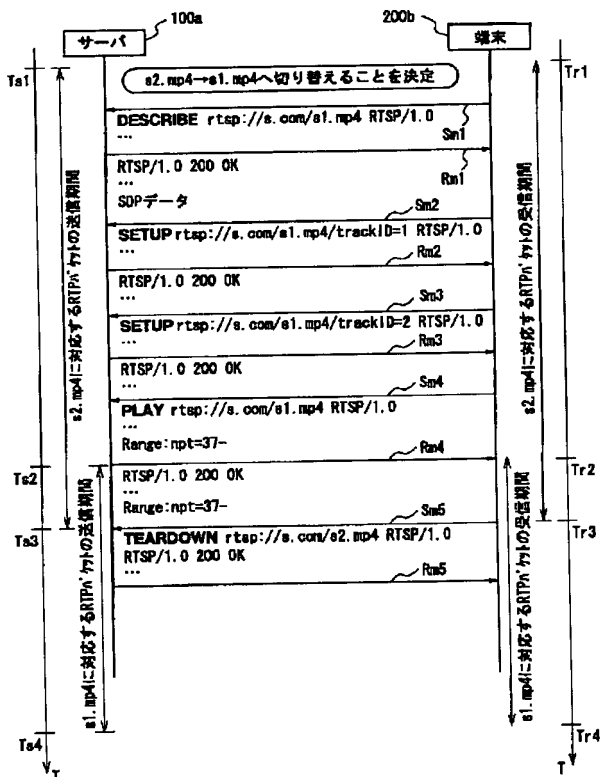 100a
200b
サーバ
端末
Ts1
Tr1
s2.mp4→s1.mp4へ切り替えることを決定
DESCRIBE rtsp://s.com/s1.mp4 RTSP/1.0
...
Sm1
RTSP/1.0 200 OK
Rm1
...
SDPデータ
Sm2
SETUP rtsp://s.com/s1.mp4/trackID=1 RTSP/1.0
...
Rm2
RTSP/1.0 200 OK
...
Sm3
SETUP rtsp://s.com/s1.mp4/trackID=2 RTSP/1.0
...
Rm3
RTSP/1.0 200 OK
...
Sm4
PLAY rtsp://s.com/s1.mp4 RTSP/1.0
...
Range:npt=37-
Rm4
Ts2
Tr2
RTSP/1.0 200 OK
...
Range:npt=37-
Sm5
Ts3
Tr3
TEARDOWN rtsp://s.com/s2.mp4 RTSP/1.0
RTSP/1.0 200 OK
...
Rm5
s2.mp4に対応するRTPパケットの送信期間
s2.mp4に対応するRTPパケットの受信期間
s1.mp4に対応するRTPパケットの送信期間
s1.mp4に対応するRTPパケットの受信期間
Ts4
Tr4
T
T